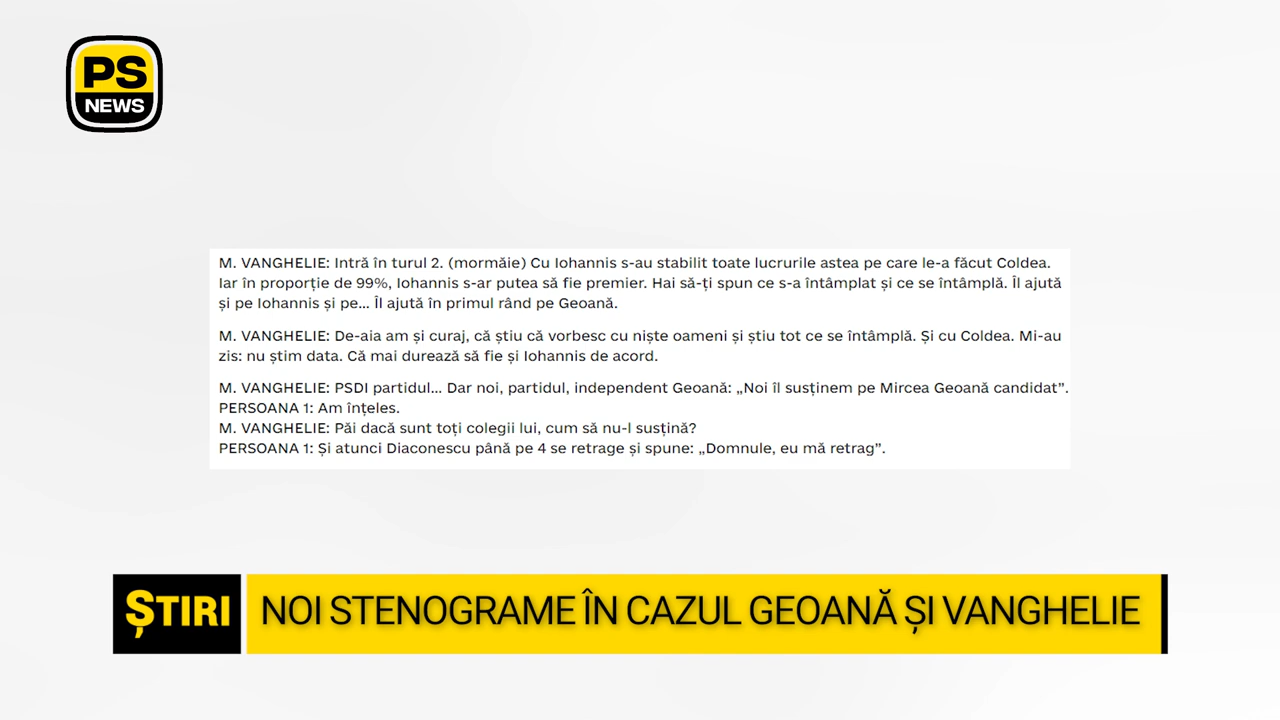 PS
NEWS
M. VANGHELIE: Intră în turul 2. (mormăie) Cu Iohannis s-au stabilit toate lucrurile astea pe care le-a făcut Coldea.
Iar în proporție de 99%, Iohannis s-ar putea să fie premier. Hai să-ți spun ce s-a întâmplat și ce se întâmplă. Îl ajută
și pe Iohannis și pe... Îl ajută în primul rând pe Geoană.
M. VANGHELIE: De-aia am și curaj, că știu că vorbesc cu niște oameni și știu tot ce se întâmplă. Și cu Coldea. Mi-au
zis: nu știm data. Că mai durează să fie și Iohannis de acord.
M. VANGHELIE: PSDI partidul... Dar noi, partidul, independent Geoană: „Noi îl susținem pe Mircea Geoană candidat”.
PERSOANA 1: Am înțeles.
M. VANGHELIE: Păi dacă sunt toți colegii lui, cum să nu-l susțină?
PERSOANA 1: Și atunci Diaconescu până pe 4 se retrage și spune: „Domnule, eu mă retrag”.
ȘTIRI NOI STENOGRAME ÎN CAZUL GEOANĂ ȘI VANGHELIE